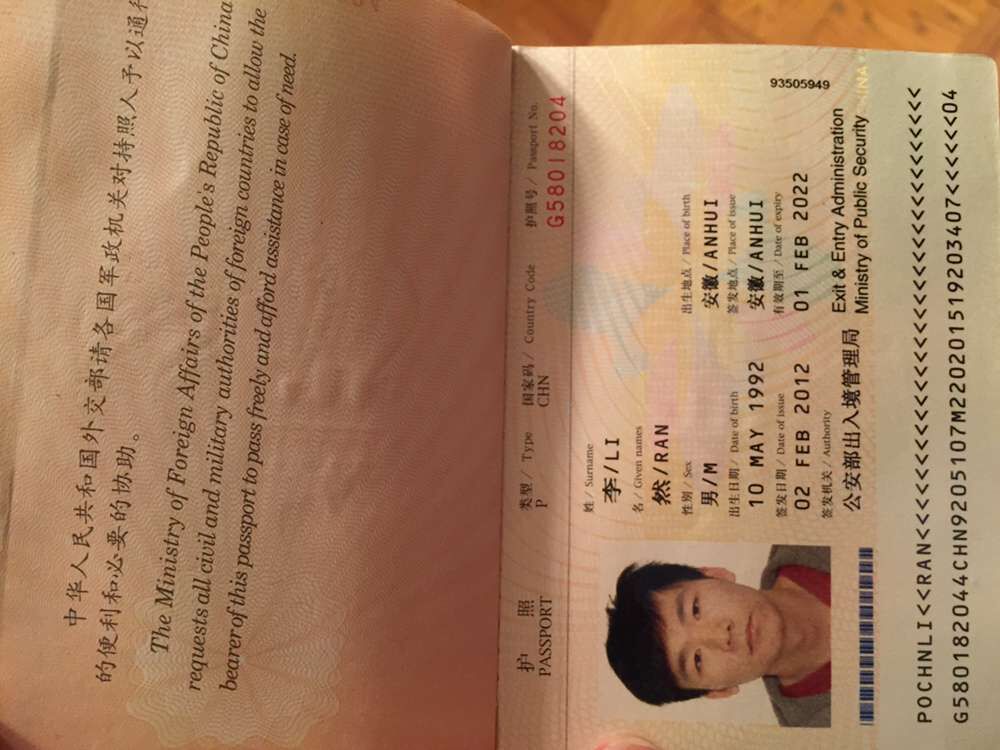 中华人民共和国外交部请各国军政机关对持照人予以通行
的便利和必要的协助。
The Ministry of Foreign Affairs of the People's Republic of China
requests all civil and military authorities of foreign countries to allow the
bearer of this passport to pass freely and afford assistance in case of need.
护 照
PASSPORT
类型 / Type
P
国家码 / Country Code
CHN
护照号 / Passport No.
G58018204
姓 / Surname
李/LI
名 / Given names
然/RAN
性别 / Sex
男/M
出生地点 / Place of birth
安徽/ANHUI
出生日期 / Date of birth
10 MAY 1992
签发地点 / Place of issue
安徽/ANHUI
签发日期 / Date of issue
02 FEB 2012
有效期至 / Date of expiry
01 FEB 2022
签发机关 / Authority
公安部出入境管理局
Exit & Entry Administration
Ministry of Public Security
93505949
CHINA
POCHNLI<<RAN<<<<<<<<<<<<<<<<<<<<<<<<<<<<<<<<
G580182044CHN9205107M220201519203407<<<<<<04